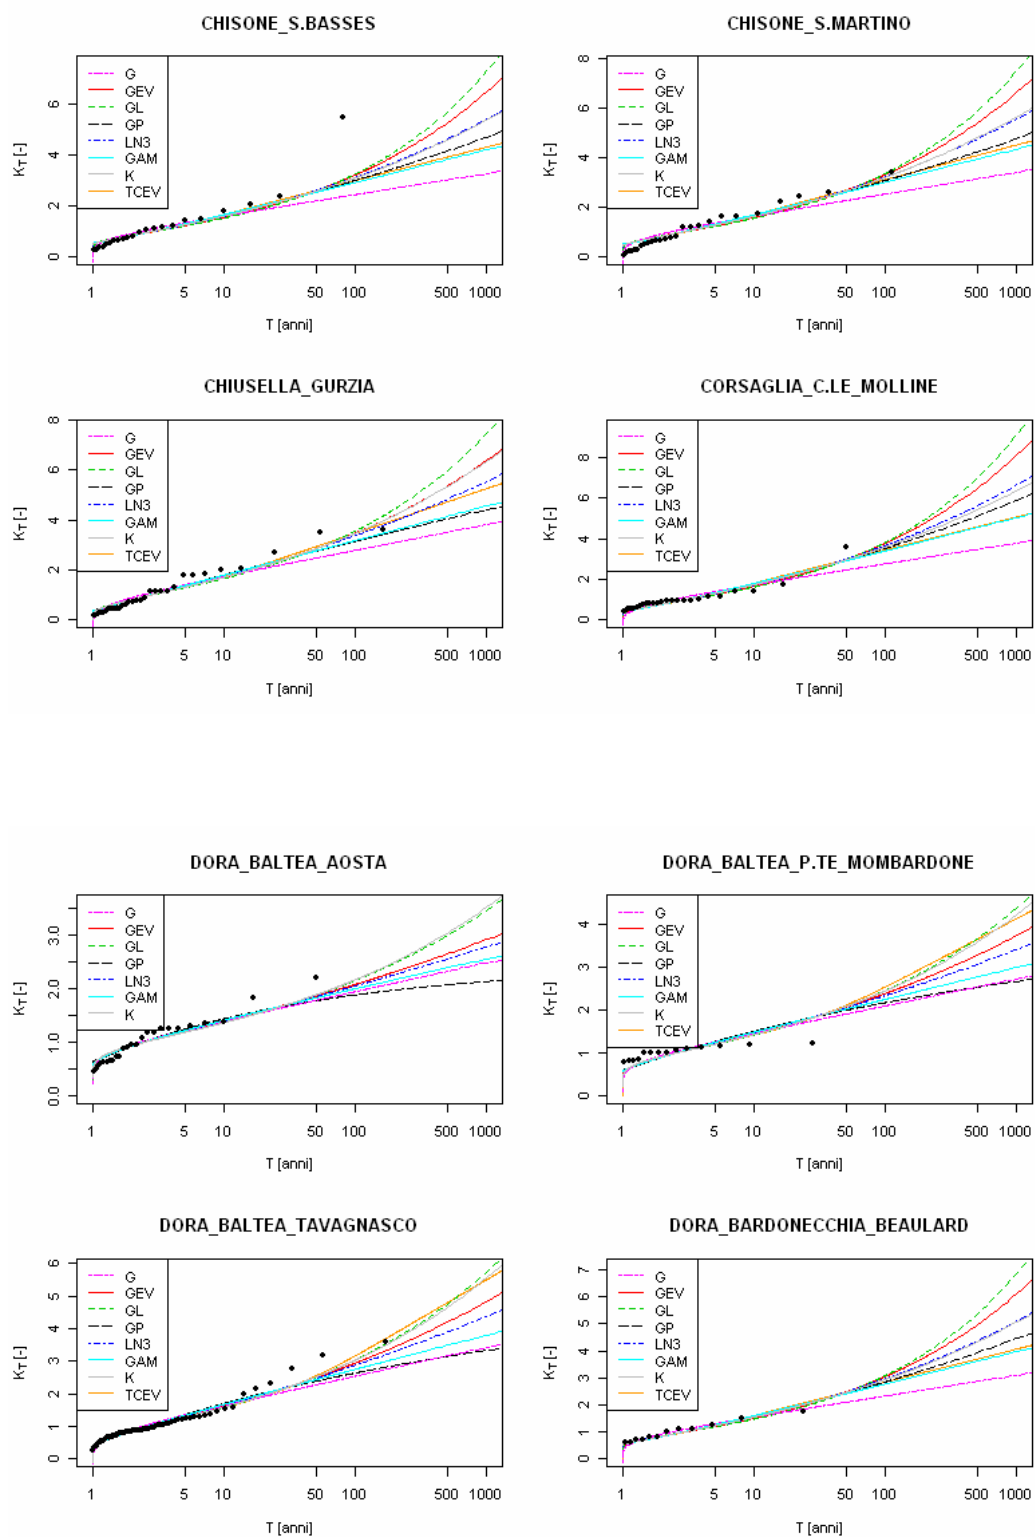 CHISONE_S.BASSES
G
GEV
GL
GP
LN3
GAM
K
TCEV
KT [-]
0
2
4
6
1 5 10 50 100 500 1000
T [anni]
CHISONE_S.MARTINO
G
GEV
GL
GP
LN3
GAM
K
TCEV
KT [-]
0
2
4
6
8
1 5 10 50 100 500 1000
T [anni]
CHIUSELLA_GURZIA
G
GEV
GL
GP
LN3
GAM
K
TCEV
KT [-]
0
2
4
6
8
1 5 10 50 100 500 1000
T [anni]
CORSAGLIA_C.LE_MOLLINE
G
GEV
GL
GP
LN3
GAM
K
TCEV
KT [-]
0
2
4
6
8
1 5 10 50 100 500 1000
T [anni]
DORA_BALTEA_AOSTA
G
GEV
GL
GP
LN3
GAM
K
KT [-]
0.0
1.0
2.0
3.0
1 5 10 50 100 500 1000
T [anni]
DORA_BALTEA_P.TE_MOMBARDONE
G
GEV
GL
GP
LN3
GAM
K
TCEV
KT [-]
0
1
2
3
4
1 5 10 50 100 500 1000
T [anni]
DORA_BALTEA_TAVAGNASCO
G
GEV
GL
GP
LN3
GAM
K
TCEV
KT [-]
0
1
2
3
4
5
6
1 5 10 50 100 500 1000
T [anni]
DORA_BARDONECCHIA_BEAULARD
G
GEV
GL
GP
LN3
GAM
K
TCEV
KT [-]
0
1
2
3
4
5
6
7
1 5 10 50 100 500 1000
T [anni]